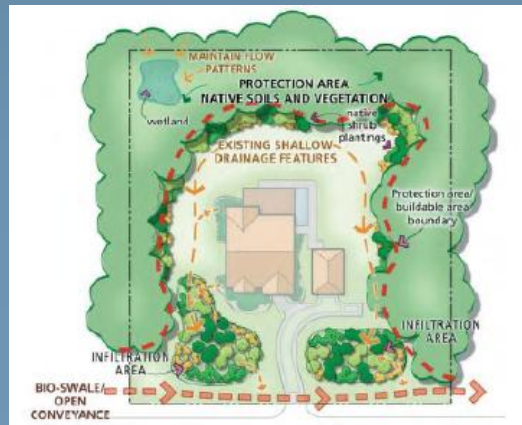 MAINTAIN FLOW
PATTERNS
PROTECTION AREA
NATIVE SOILS AND VEGETATION
wetland
native
shrub
plantings
EXISTING SHALLOW
DRAINAGE FEATURES
Protection area/
buildable area
boundary
INFILTRATION
AREA
INFILTRATION
AREA
BIO-SWALE/
OPEN
CONVEYANCE